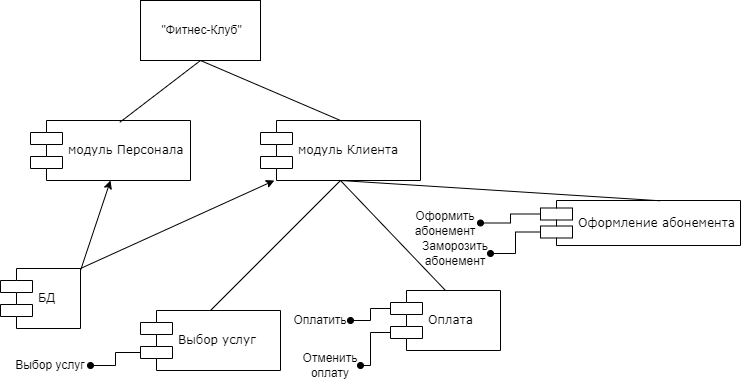 "Фитнес-Клуб"
модуль Персонала
модуль Клиента
Оформить
абонемент
Заморозить
абонемент
Оформление абонемента
БД
Выбор услуг
Выбор услуг
Оплатить
Отменить
оплату
Оплата